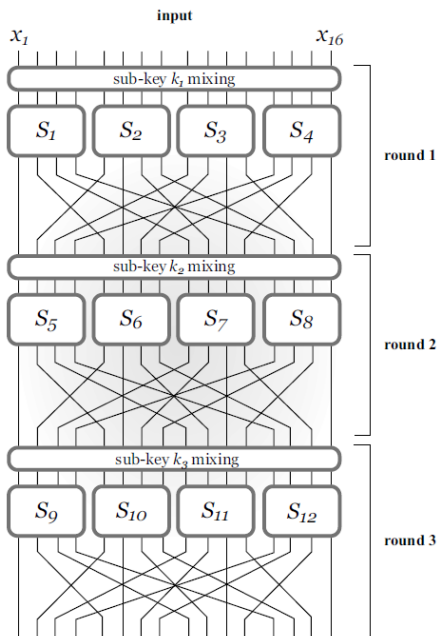 input
x1 x16
sub-key k1 mixing
S1 S2 S3 S4
round 1
sub-key k2 mixing
S5 S6 S7 S8
round 2
sub-key k3 mixing
S9 S10 S11 S12
round 3